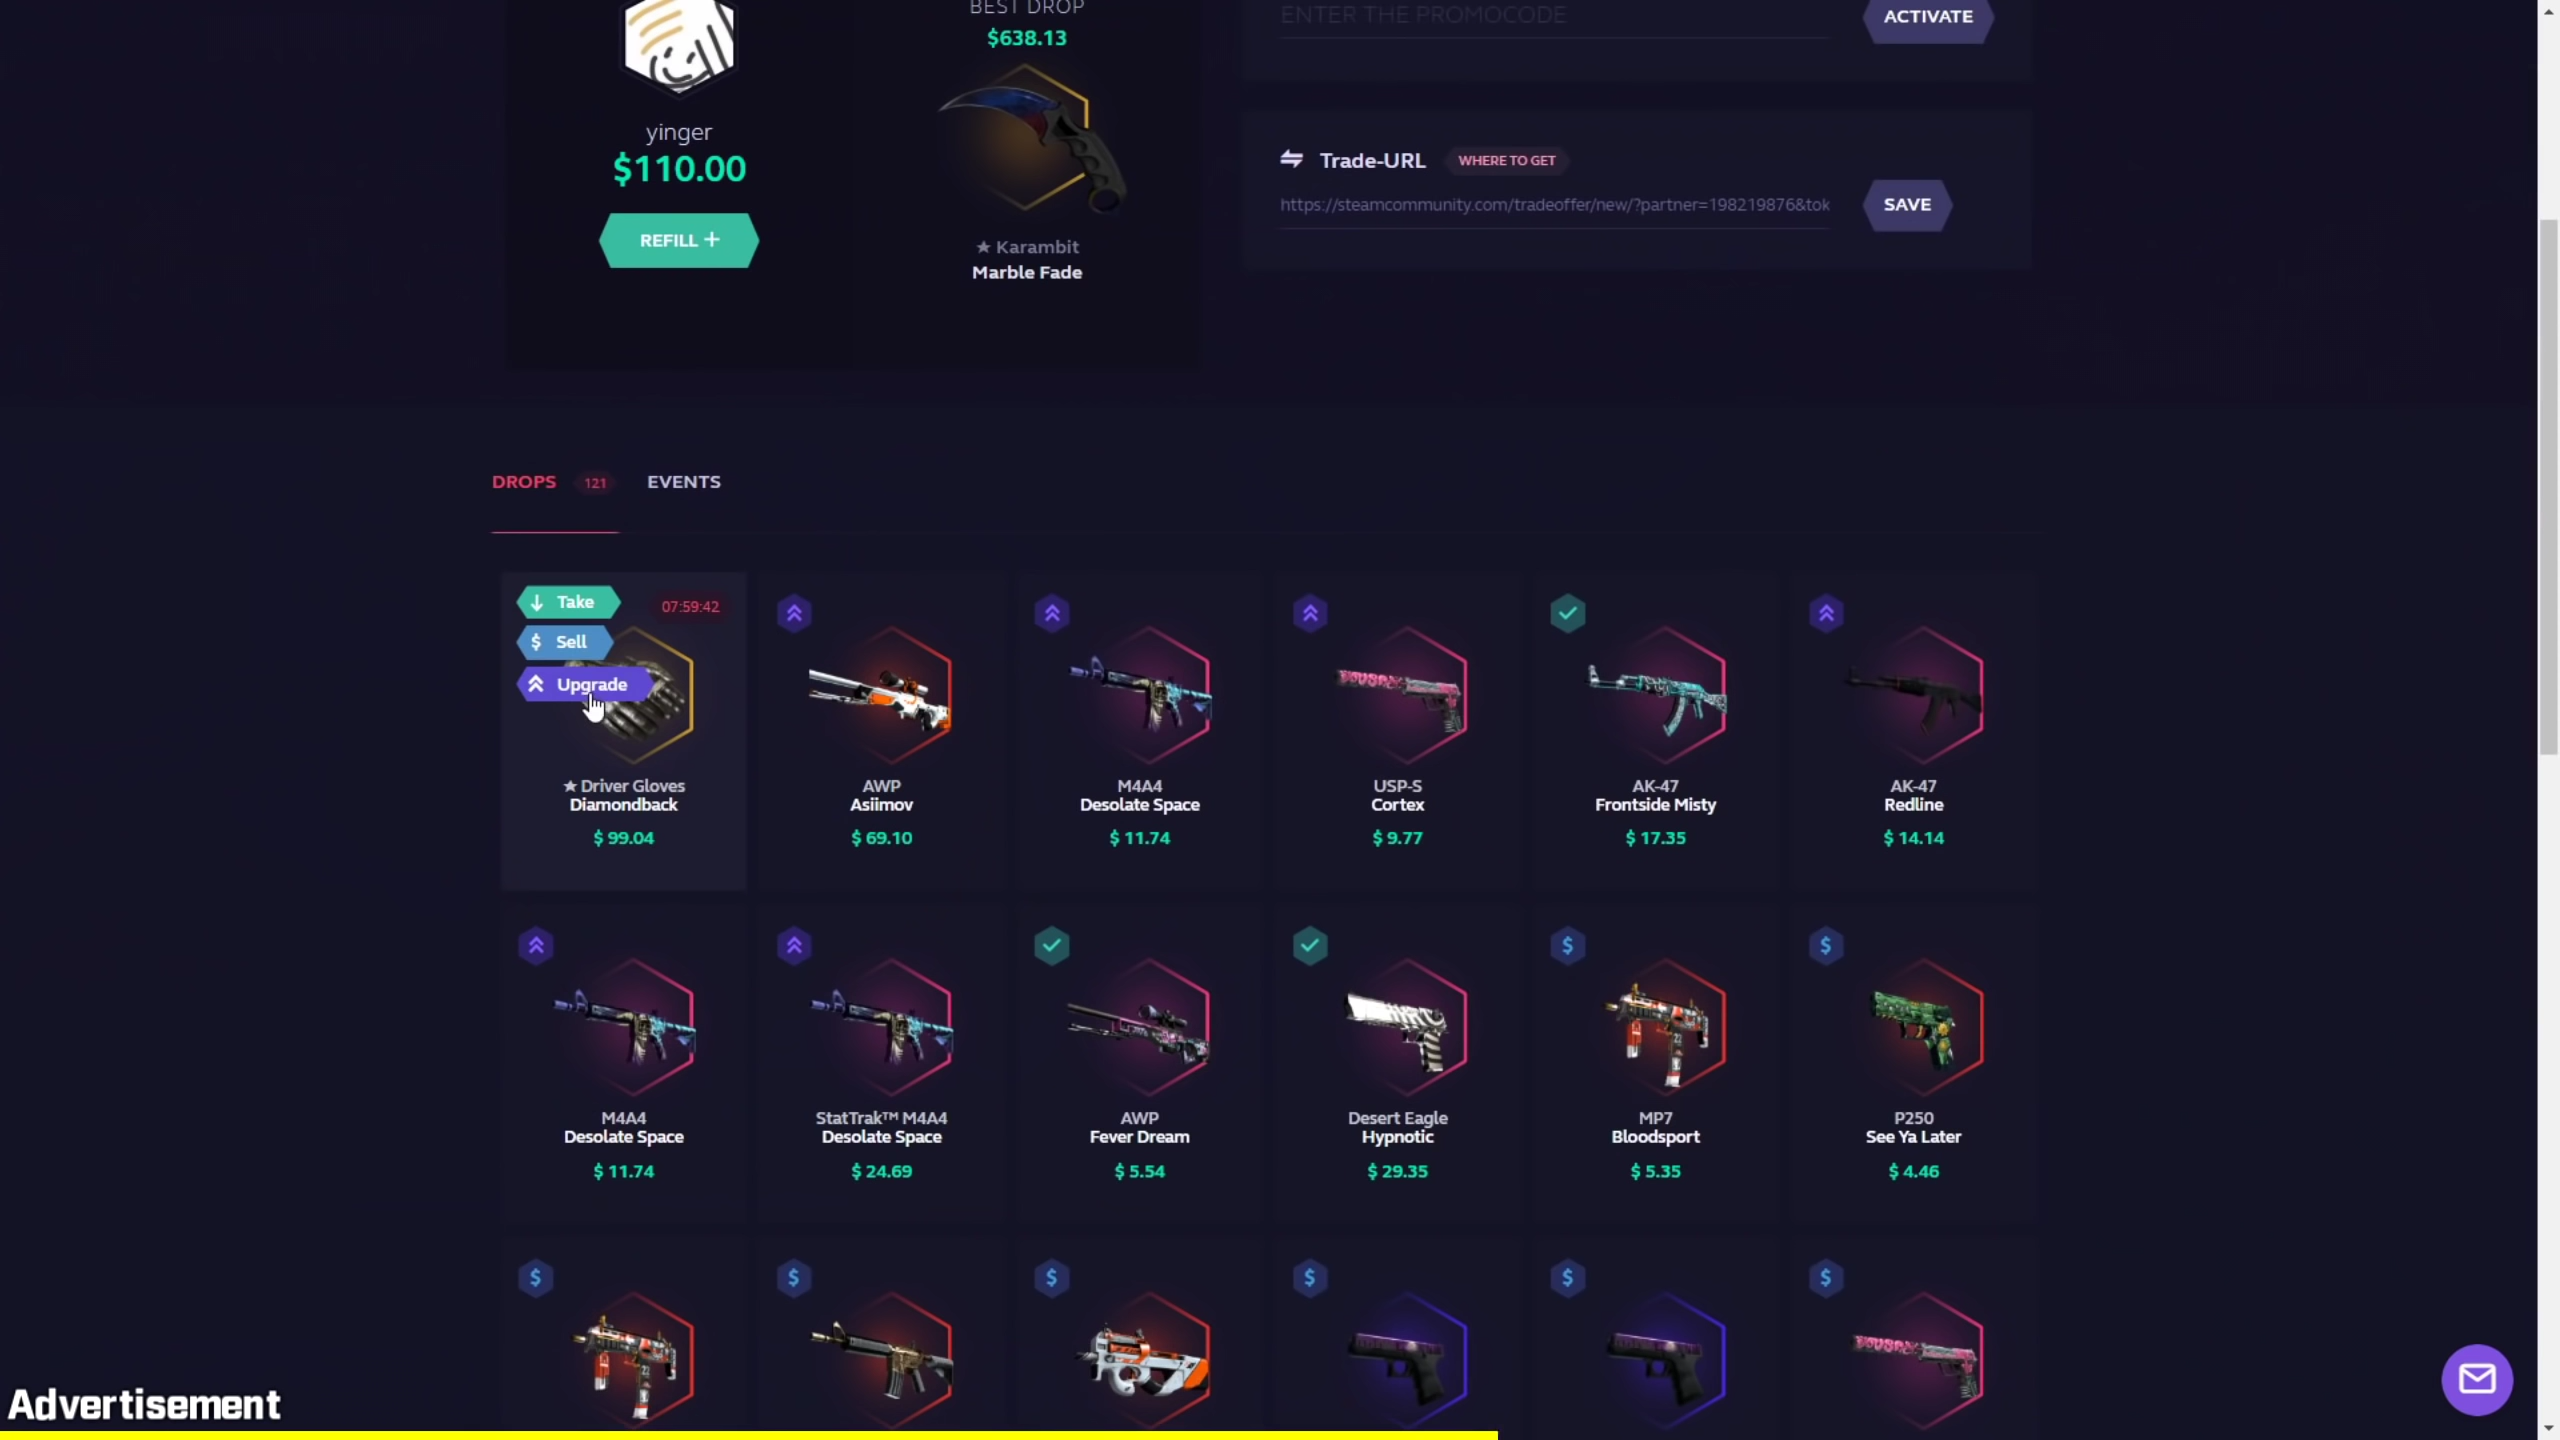 BEST DROP
$638.13
yinger
$110.00
REFILL +
★ Karambit
Marble Fade
ENTER THE PROMOCODE
ACTIVATE
Trade-URL WHERE TO GET
https://steamcommunity.com/tradeoffer/new/?partner=198219876&tok
SAVE
DROPS 121 EVENTS
Take 07:59:42
$ Sell
Upgrade
★ Driver Gloves
Diamondback
$ 99.04
AWP
Asiimov
$ 69.10
M4A4
Desolate Space
$ 11.74
USP-S
Cortex
$ 9.77
AK-47
Frontside Misty
$ 17.35
AK-47
Redline
$ 14.14
M4A4
Desolate Space
$ 11.74
StatTrak™ M4A4
Desolate Space
$ 24.69
AWP
Fever Dream
$ 5.54
Desert Eagle
Hypnotic
$ 29.35
$
MP7
Bloodsport
$ 5.35
$
P250
See Ya Later
$ 4.46
$ $ $ $ $ $
Advertisement